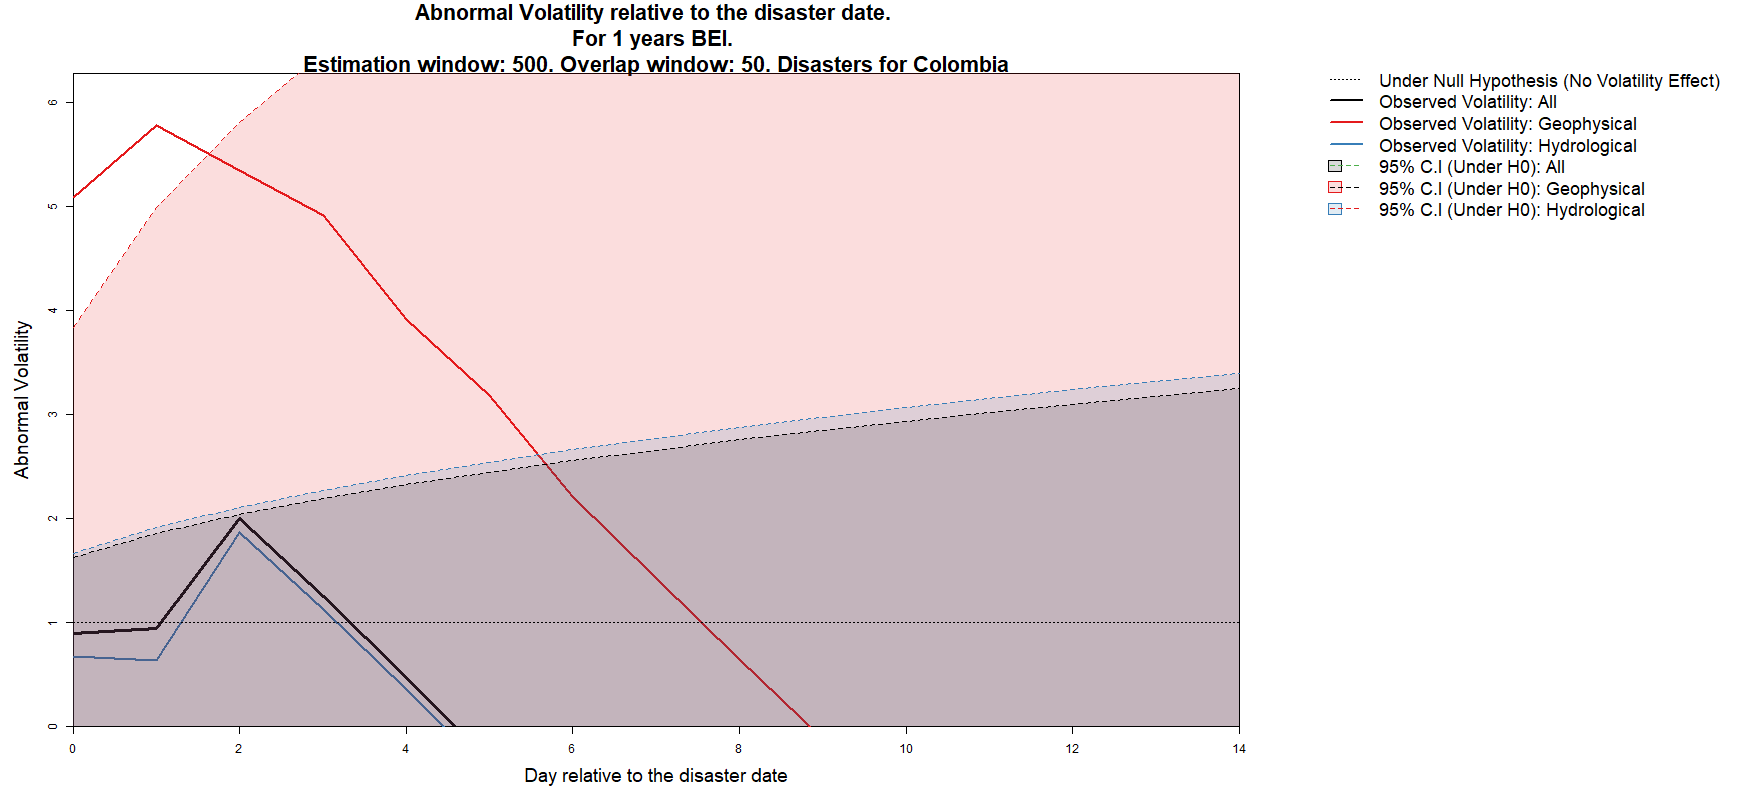 Abnormal Volatility relative to the disaster date.
For 1 years BEI.
Estimation window: 500. Overlap window: 50. Disasters for Colombia
Under Null Hypothesis (No Volatility Effect)
Observed Volatility: All
Observed Volatility: Geophysical
Observed Volatility: Hydrological
95% C.I (Under H0): All
95% C.I (Under H0): Geophysical
95% C.I (Under H0): Hydrological
Abnormal Volatility
6
5
4
3
2
1
0
0 2 4 6 8 10 12 14
Day relative to the disaster date